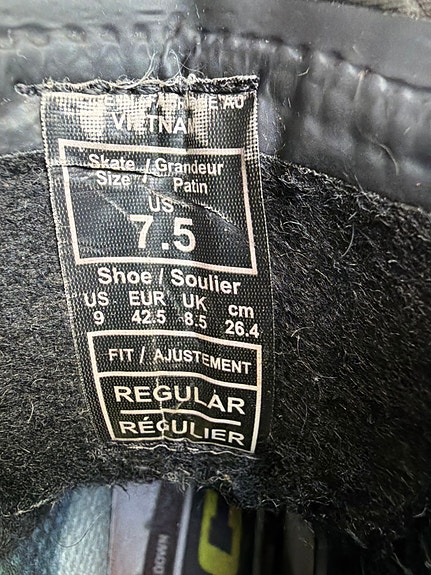 VIETNA
Skate / Grandeur
Size / Patin
US
7.5
Shoe / Soulier
US EUR UK cm
9 42.5 8.5 26.4
FIT / AJUSTEMENT
REGULAR
RÉGULIER